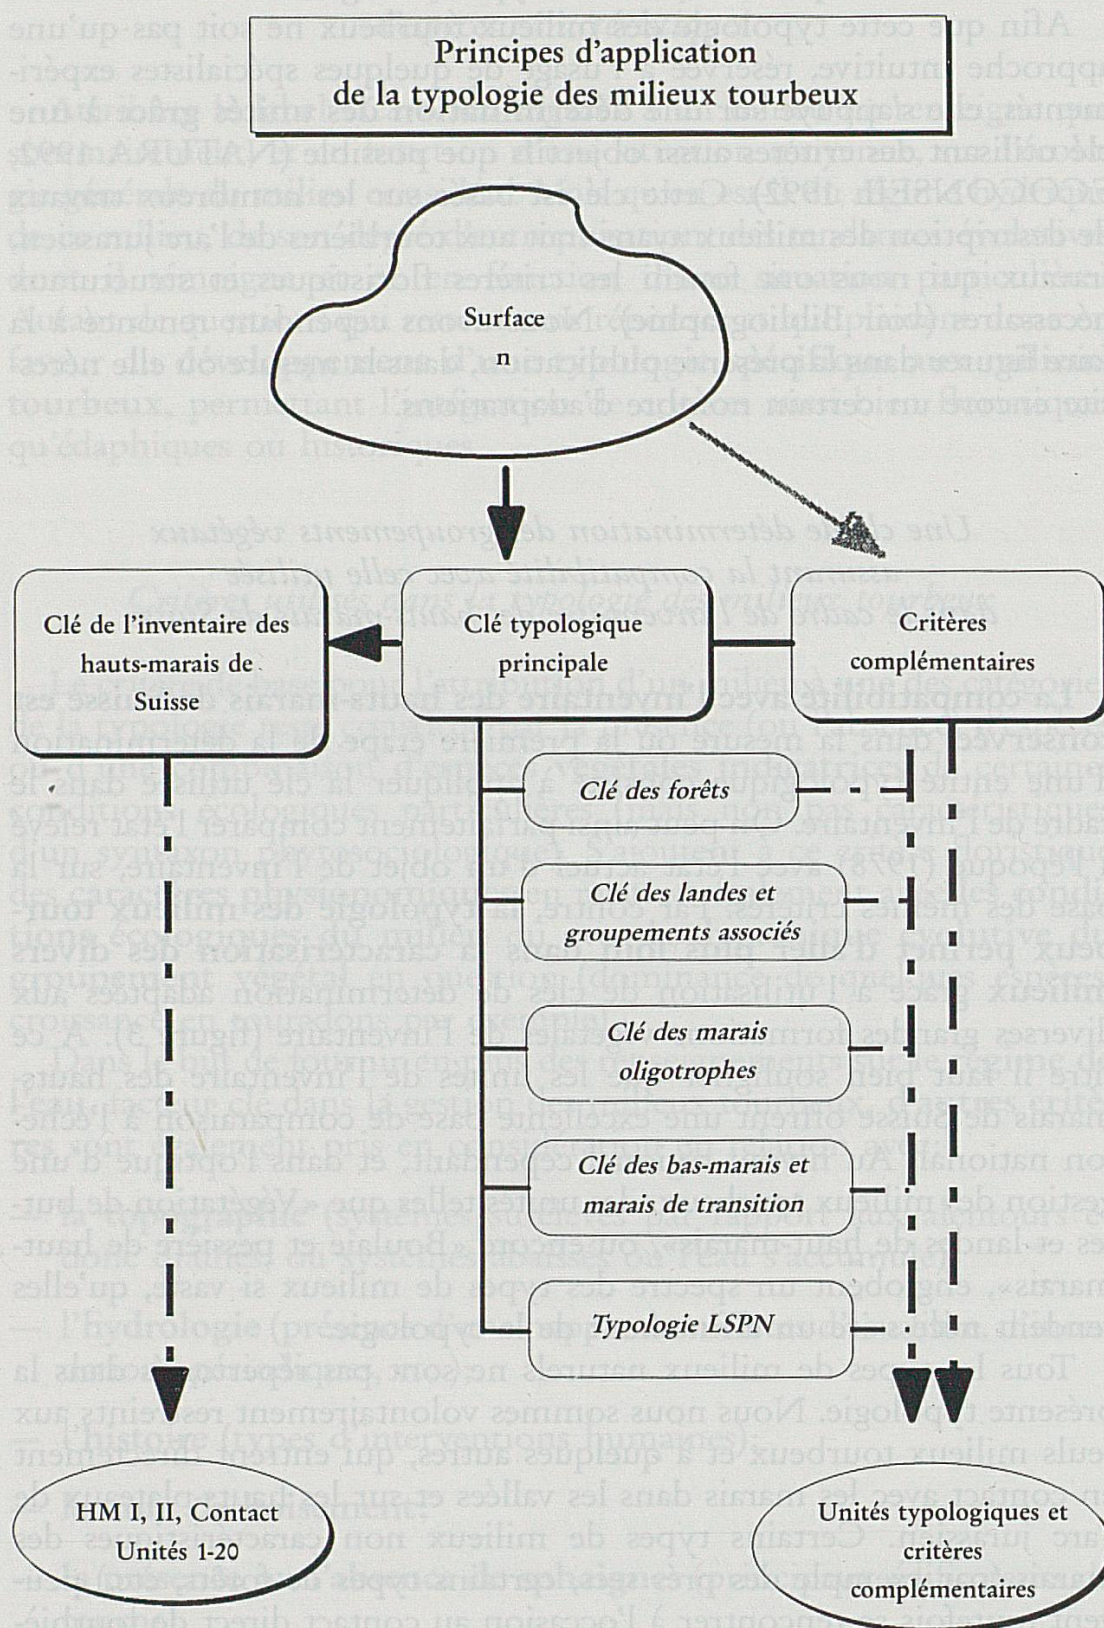 Principes d'application
de la typologie des milieux tourbeux
Surface
n
Clé de l'inventaire des
hauts-marais de
Suisse
Clé typologique
principale
Critères
complémentaires
Clé des forêts
Clé des landes et
groupements associés
Clé des marais
oligotrophes
Clé des bas-marais et
marais de transition
Typologie LSPN
HM I, II, Contact
Unités 1-20
Unités typologiques et
critères
complémentaires